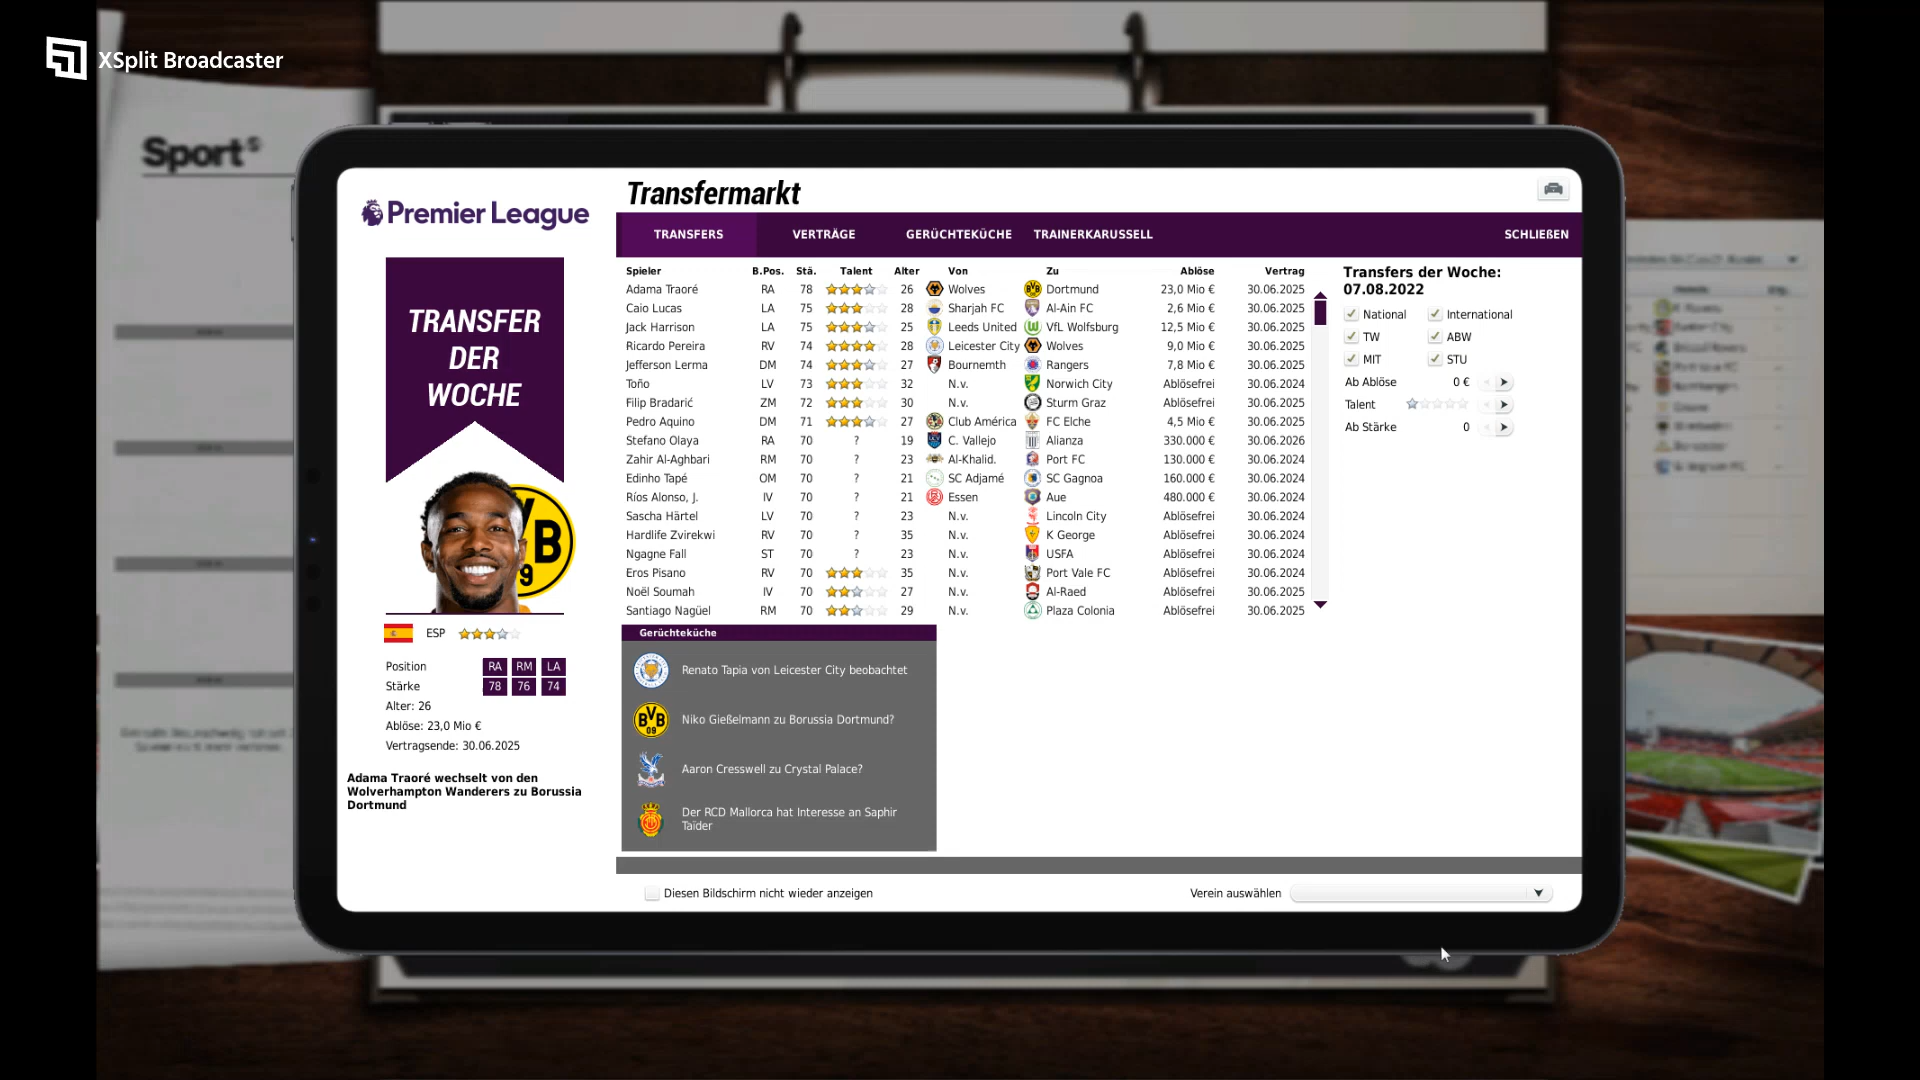 XSplit Broadcaster
Sport
Premier League
Transfermarkt
TRANSFERS VERTRÄGE GERÜCHTEKÜCHE TRAINERKARUSSELL SCHLIEẞEN
TRANSFER
DER
WOCHE
BVB
09
ESP
Position RA RM LA
Stärke 78 76 74
Alter: 26
Ablöse: 23,0 Mio €
Vertragsende: 30.06.2025
Adama Traoré wechselt von den
Wolverhampton Wanderers zu Borussia
Dortmund
Spieler B.Pos. Stä. Talent Alter Von Zu Ablöse Vertrag
Adama Traoré RA 78 26 Wolves Dortmund 23,0 Mio € 30.06.2025
Caio Lucas LA 75 28 Sharjah FC Al-Ain FC 2,6 Mio € 30.06.2025
Jack Harrison LA 75 25 Leeds United VfL Wolfsburg 12,5 Mio € 30.06.2025
Ricardo Pereira RV 74 28 Leicester City Wolves 9,0 Mio € 30.06.2025
Jefferson Lerma DM 74 27 Bournemth Rangers 7,8 Mio € 30.06.2025
Toño LV 73 32 N.v. Norwich City Ablösefrei 30.06.2024
Filip Bradarić ZM 72 30 N.v. Sturm Graz Ablösefrei 30.06.2024
Pedro Aquino DM 71 27 Club América FC Elche 4,5 Mio € 30.06.2025
Stefano Olaya RA 70 ? 19 C. Vallejo Alianza 330.000 € 30.06.2026
Zahir Al-Aghbari RM 70 ? 23 Al-Khalid. Port FC 130.000 € 30.06.2024
Edinho Tapé OM 70 ? 21 SC Adjamé SC Gagnoa 160.000 € 30.06.2024
Ríos Alonso, J. IV 70 ? 21 Essen Aue 480.000 € 30.06.2024
Sascha Härtel LV 70 ? 23 N.v. Lincoln City Ablösefrei 30.06.2024
Hardlife Zvirekwi RV 70 ? 35 N.v. K George Ablösefrei 30.06.2024
Ngagne Fall ST 70 ? 23 N.v. USFA Ablösefrei 30.06.2024
Eros Pisano RV 70 35 N.v. Port Vale FC Ablösefrei 30.06.2024
Noël Soumah IV 70 27 N.v. Al-Raed Ablösefrei 30.06.2024
Santiago Nagüel RM 70 29 N.v. Plaza Colonia Ablösefrei 30.06.2025
Transfers der Woche:
07.08.2022
National International
TW ABW
MIT STU
Ab Ablöse 0 €
Talent
Ab Stärke 0
Gerüchteküche
Renato Tapia von Leicester City beobachtet
Niko Gießelmann zu Borussia Dortmund?
Aaron Cresswell zu Crystal Palace?
Der RCD Mallorca hat Interesse an Saphir
Taïder
Diesen Bildschirm nicht wieder anzeigen
Verein auswählen